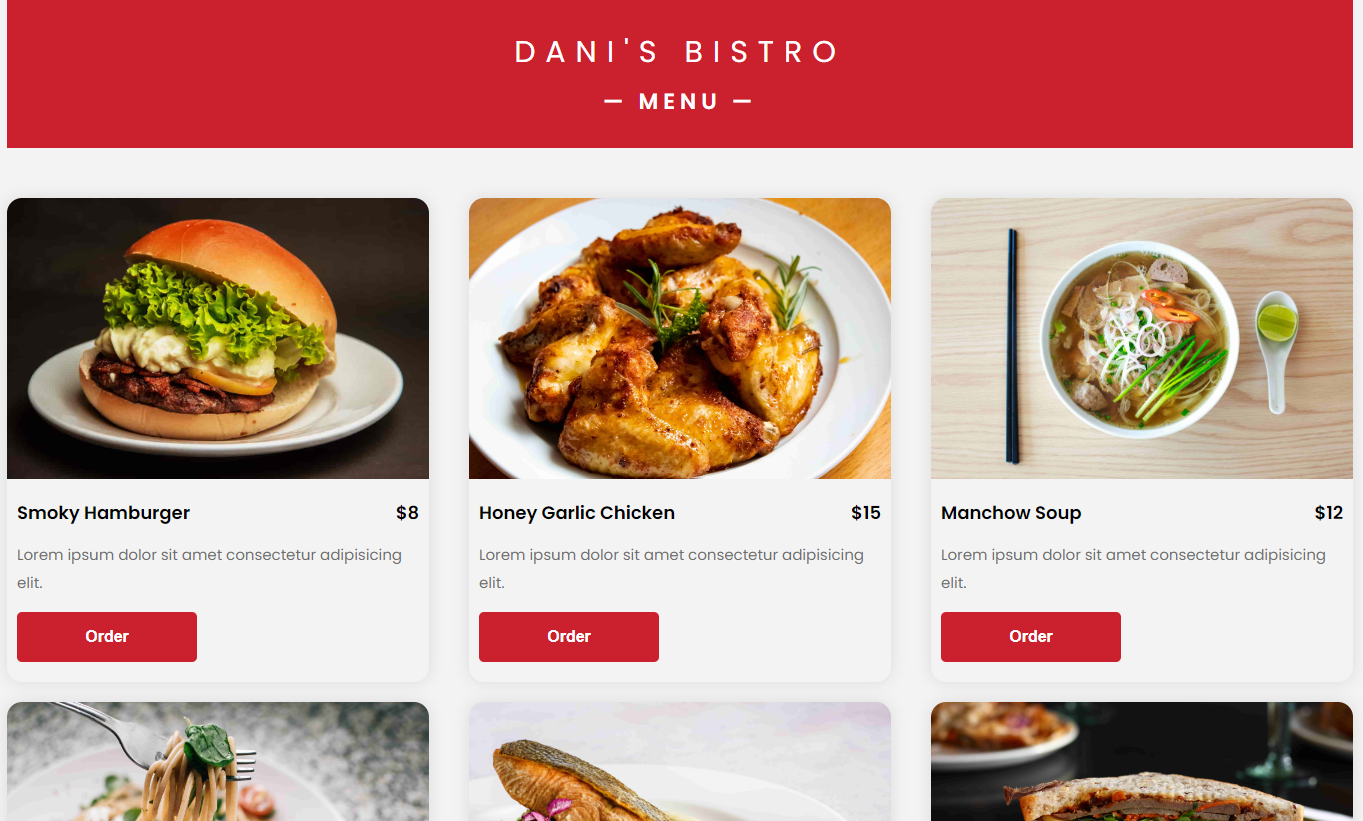 DANI'S BISTRO
— MENU —
Smoky Hamburger $8
Lorem ipsum dolor sit amet consectetur adipisicing
elit.
Order
Honey Garlic Chicken $15
Lorem ipsum dolor sit amet consectetur adipisicing
elit.
Order
Manchow Soup $12
Lorem ipsum dolor sit amet consectetur adipisicing
elit.
Order